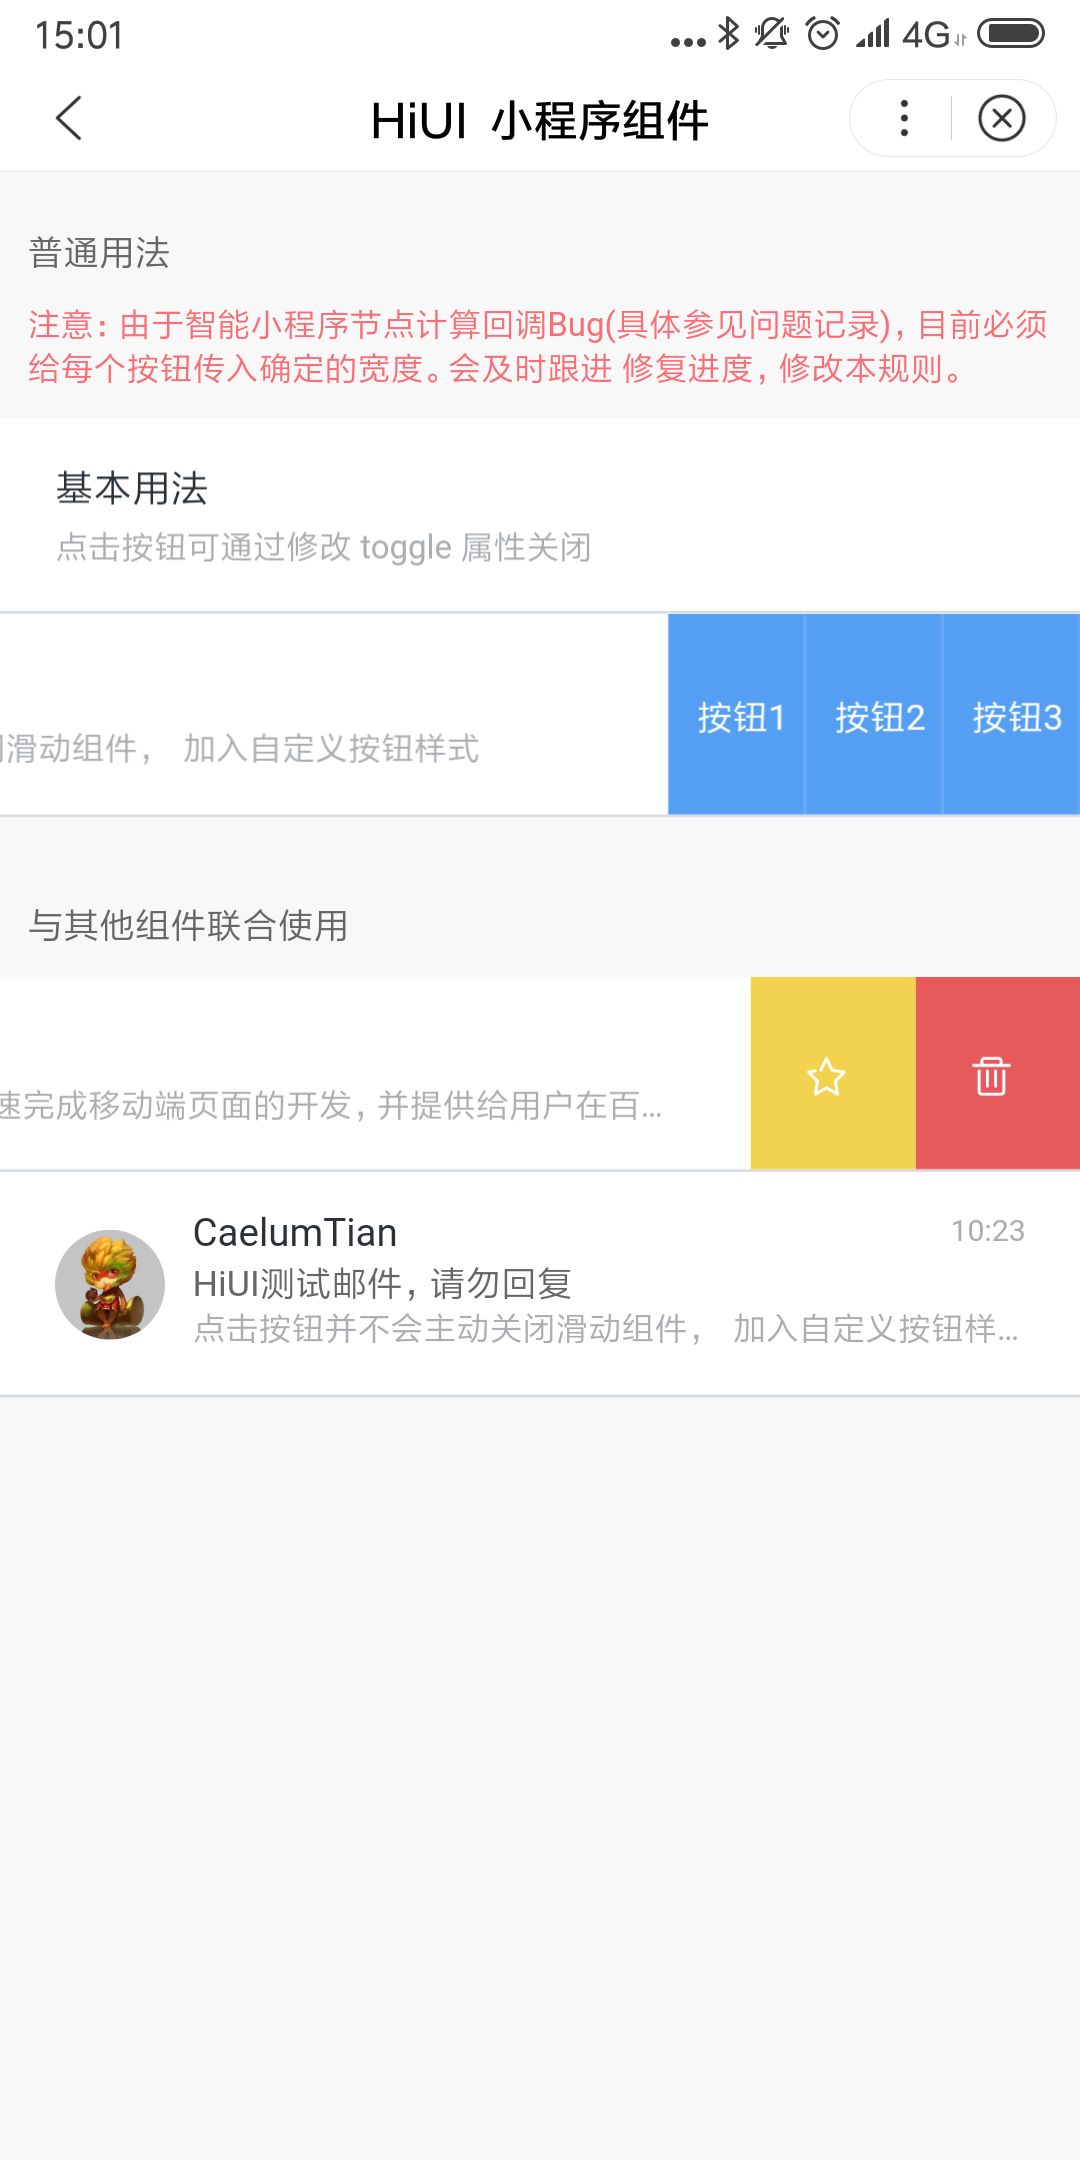 15:01
4G
HiUI 小程序组件
普通用法
注意：由于智能小程序节点计算回调Bug(具体参见问题记录)，目前必须
给每个按钮传入确定的宽度。会及时跟进 修复进度，修改本规则。
基本用法
点击按钮可通过修改 toggle 属性关闭
滑动组件， 加入自定义按钮样式
按钮1
按钮2
按钮3
与其他组件联合使用
速完成移动端页面的开发，并提供给用户在百...
CaelumTian
10:23
HiUI测试邮件，请勿回复
点击按钮并不会主动关闭滑动组件， 加入自定义按钮样...